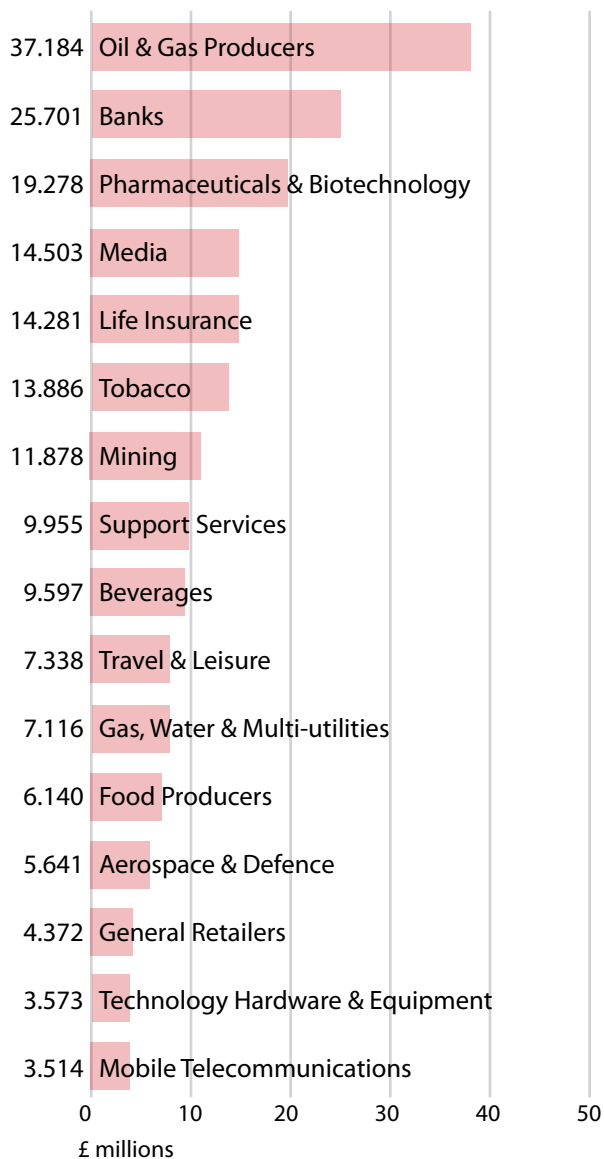 37.184 Oil & Gas Producers
25.701 Banks
19.278 Pharmaceuticals & Biotechnology
14.503 Media
14.281 Life Insurance
13.886 Tobacco
11.878 Mining
9.955 Support Services
9.597 Beverages
7.338 Travel & Leisure
7.116 Gas, Water & Multi-utilities
6.140 Food Producers
5.641 Aerospace & Defence
4.372 General Retailers
3.573 Technology Hardware & Equipment
3.514 Mobile Telecommunications
0 10 20 30 40 50
£ millions